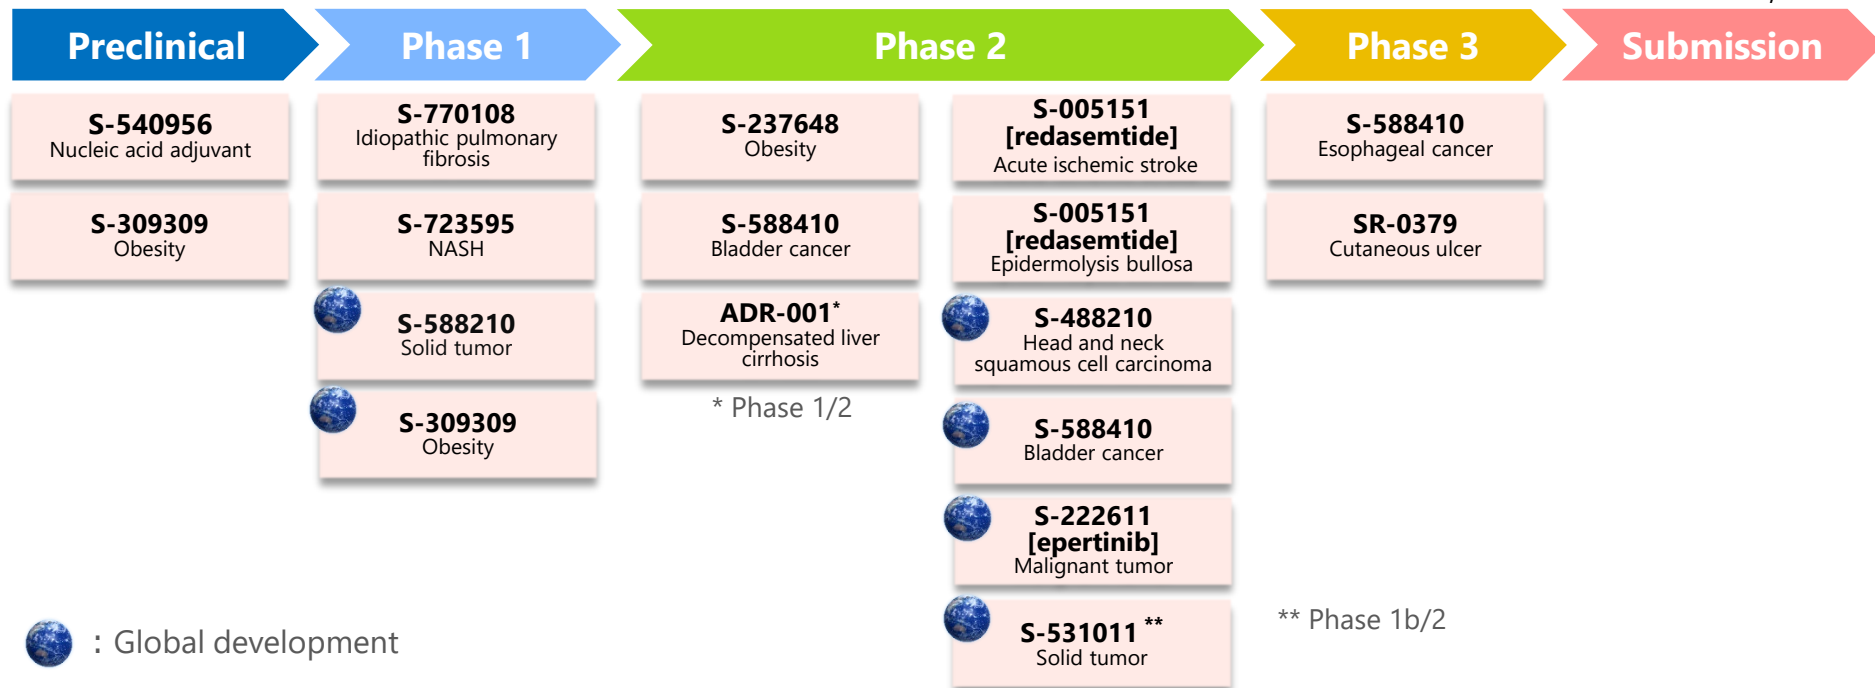 Preclinical
Phase 1
Phase 2
Phase 3
Submission
S-540956
Nucleic acid adjuvant
S-309309
Obesity
S-770108
Idiopathic pulmonary
fibrosis
S-723595
NASH
S-588210
Solid tumor
S-309309
Obesity
S-237648
Obesity
S-588410
Bladder cancer
ADR-001*
Decompensated liver
cirrhosis
* Phase 1/2
S-005151
[redasemtide]
Acute ischemic stroke
S-005151
[redasemtide]
Epidermolysis bullosa
S-488210
Head and neck
squamous cell carcinoma
S-588410
Bladder cancer
S-222611
[epertinib]
Malignant tumor
S-531011 **
Solid tumor
S-588410
Esophageal cancer
SR-0379
Cutaneous ulcer
** Phase 1b/2
: Global development